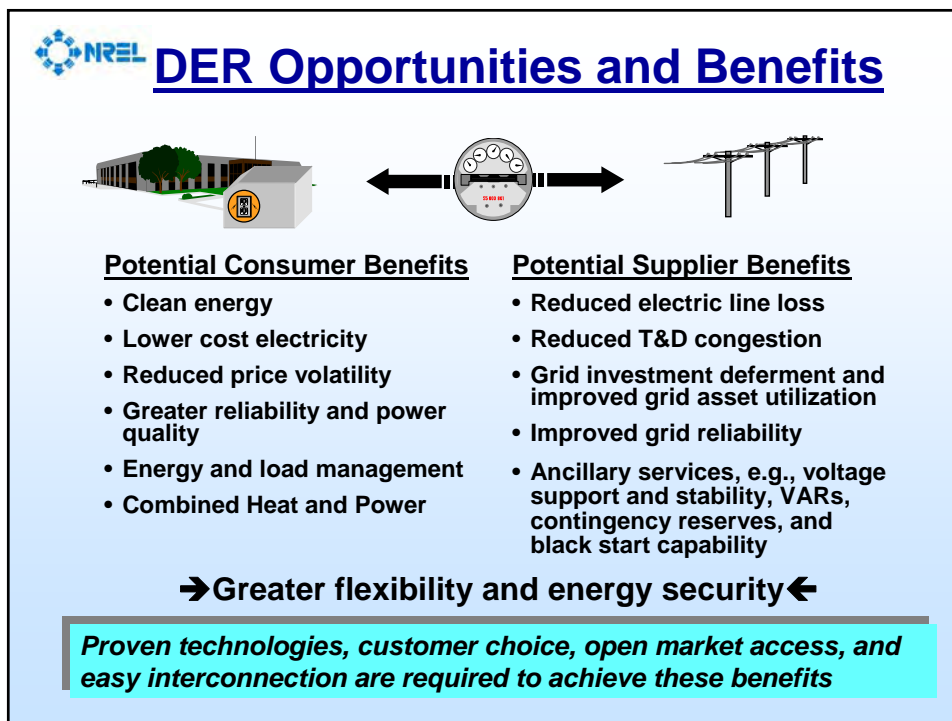 NREL
DER Opportunities and Benefits
Potential Consumer Benefits
• Clean energy
• Lower cost electricity
• Reduced price volatility
• Greater reliability and power
quality
• Energy and load management
• Combined Heat and Power
Potential Supplier Benefits
• Reduced electric line loss
• Reduced T&D congestion
• Grid investment deferment and
improved grid asset utilization
• Improved grid reliability
• Ancillary services, e.g., voltage
support and stability, VARs,
contingency reserves, and
black start capability
➔Greater flexibility and energy security🡸
Proven technologies, customer choice, open market access, and
easy interconnection are required to achieve these benefits